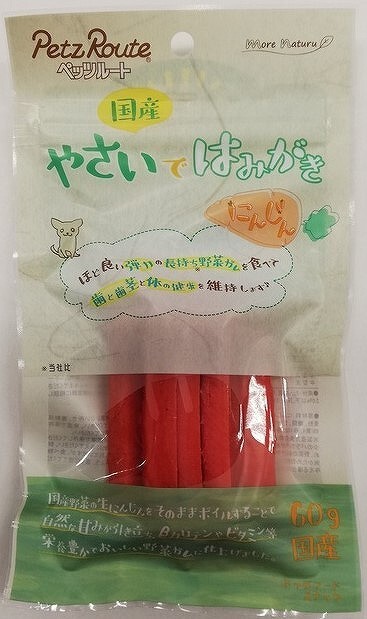 Petz Route®
ペッツルート
More Nature
国産
やさいではみがき
にんじん
ほど良い弾力の長持ち※野菜ガムを食べて
歯と歯茎と体の健康を維持します♪
※当社比
国産野菜の生にんじんをそのままボイルすることで
自然な甘みが引き立ち、βカロテンやビタミン等
栄養豊かでおいしい野菜ガムに仕上げました。
60g
国産